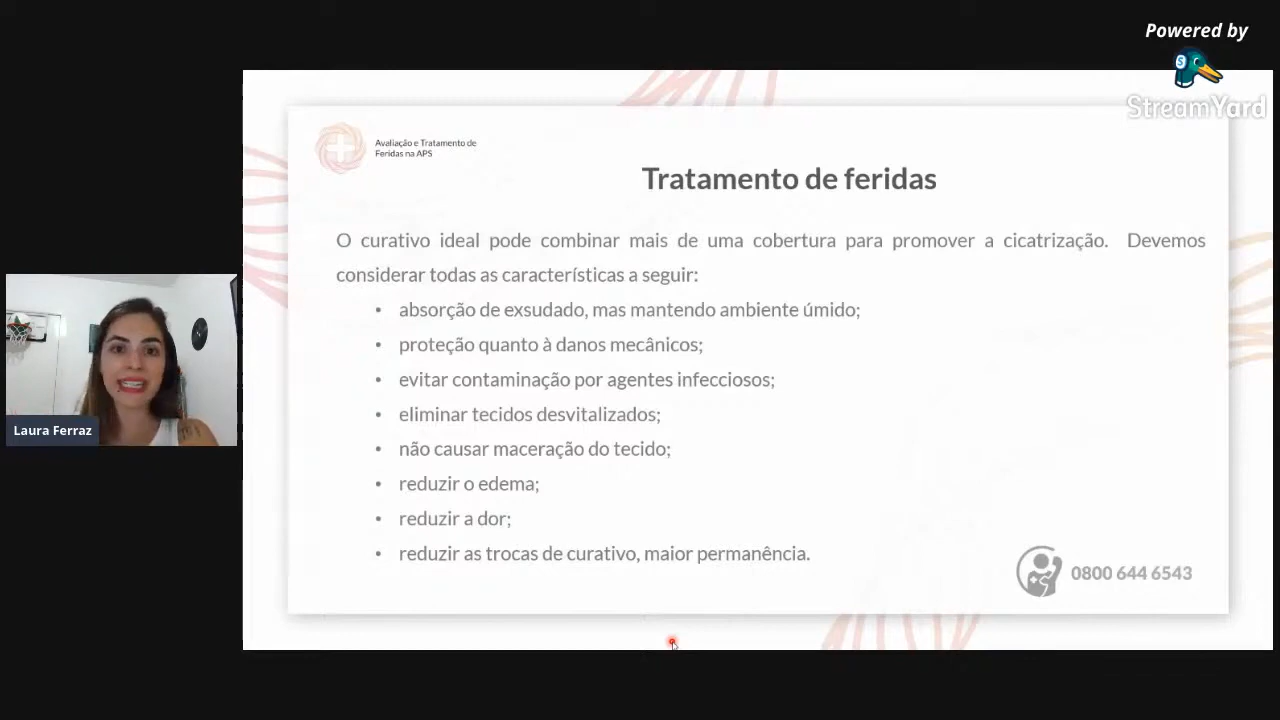 Powered by
StreamYard
Avaliação e Tratamento de
Feridas na APS
Tratamento de feridas
O curativo ideal pode combinar mais de uma cobertura para promover a cicatrização. Devemos
considerar todas as características a seguir:
• absorção de exsudado, mas mantendo ambiente úmido;
• proteção quanto à danos mecânicos;
• evitar contaminação por agentes infecciosos;
• eliminar tecidos desvitalizados;
• não causar maceração do tecido;
• reduzir o edema;
• reduzir a dor;
• reduzir as trocas de curativo, maior permanência.
0800 644 6543
Laura Ferraz